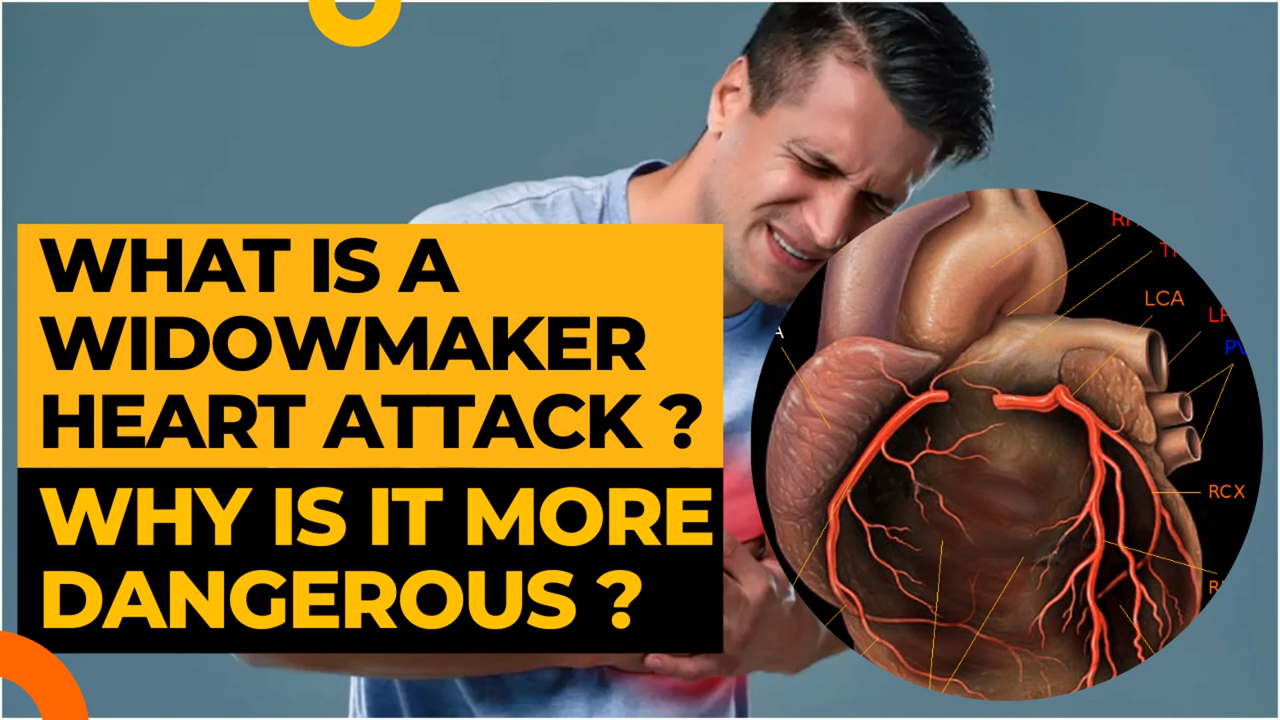 WHAT IS A
WIDOWMAKER
HEART ATTACK ?
WHY IS IT MORE
DANGEROUS ?
LCA
RCX